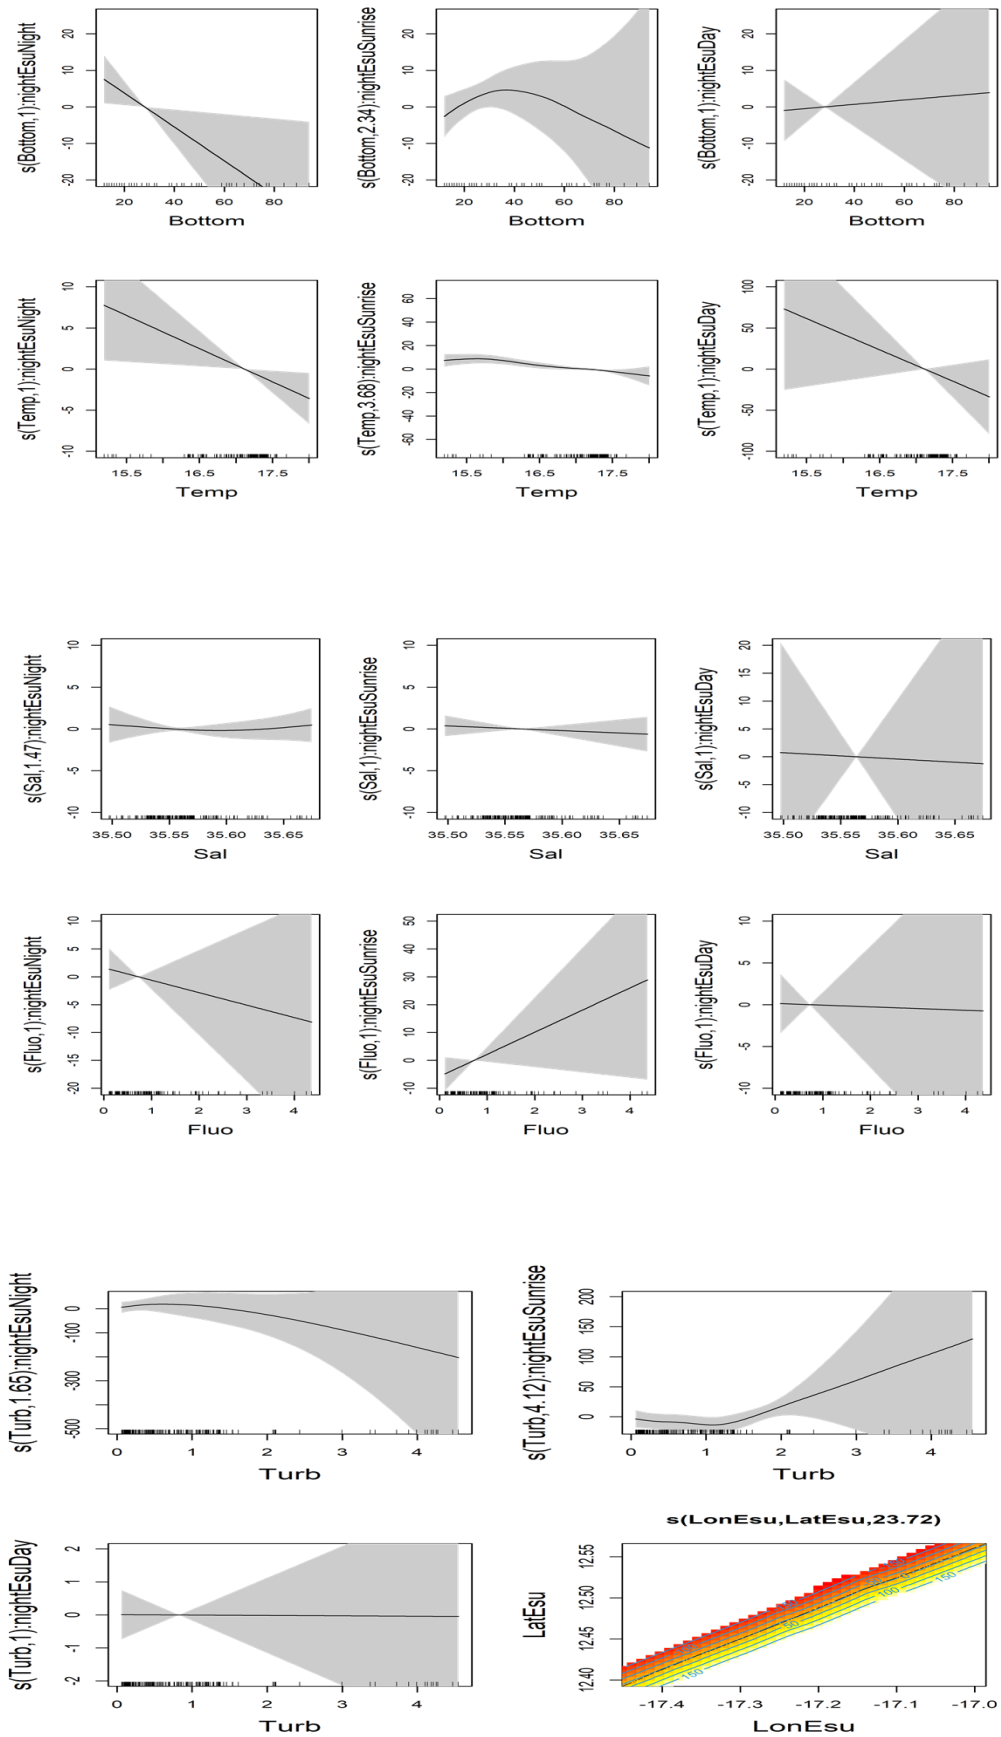 s(Bottom,1):nightEsuNight
-20 -10 0 10 20
20 40 60 80
Bottom
s(Bottom,2.34):nightEsuSunrise
-20 -10 0 10 20
20 40 60 80
Bottom
s(Bottom,1):nightEsuDay
-20 -10 0 10 20
20 40 60 80
Bottom
s(Temp,1):nightEsuNight
-10 -5 0 5 10
15.5 16.5 17.5
Temp
s(Temp,3.68):nightEsuSunrise
-60 -40 -20 0 20 40 60
15.5 16.5 17.5
Temp
s(Temp,1):nightEsuDay
-100 -50 0 50 100
15.5 16.5 17.5
Temp
s(Sal,1.47):nightEsuNight
-10 -5 0 5 10
35.50 35.55 35.60 35.65
Sal
s(Sal,1):nightEsuSunrise
-10 -5 0 5 10
35.50 35.55 35.60 35.65
Sal
s(Sal,1):nightEsuDay
-10 -5 0 5 10 15 20
35.50 35.55 35.60 35.65
Sal
s(Fluo,1):nightEsuNight
-20 -15 -10 -5 0 5 10
0 1 2 3 4
Fluo
s(Fluo,1):nightEsuSunrise
-10 0 10 20 30 40 50
0 1 2 3 4
Fluo
s(Fluo,1):nightEsuDay
-10 -5 0 5 10
0 1 2 3 4
Fluo
s(Turb,1.65):nightEsuNight
-500 -300 -100 0
0 1 2 3 4
Turb
s(Turb,4.12):nightEsuSunrise
0 50 100 150 200
0 1 2 3 4
Turb
s(Turb,1):nightEsuDay
-2 -1 0 1 2
0 1 2 3 4
Turb
s(LonEsu,LatEsu,23.72)
LatEsu
12.40 12.45 12.50 12.55
150
100
50
150
-17.4 -17.3 -17.2 -17.1 -17.0
LonEsu